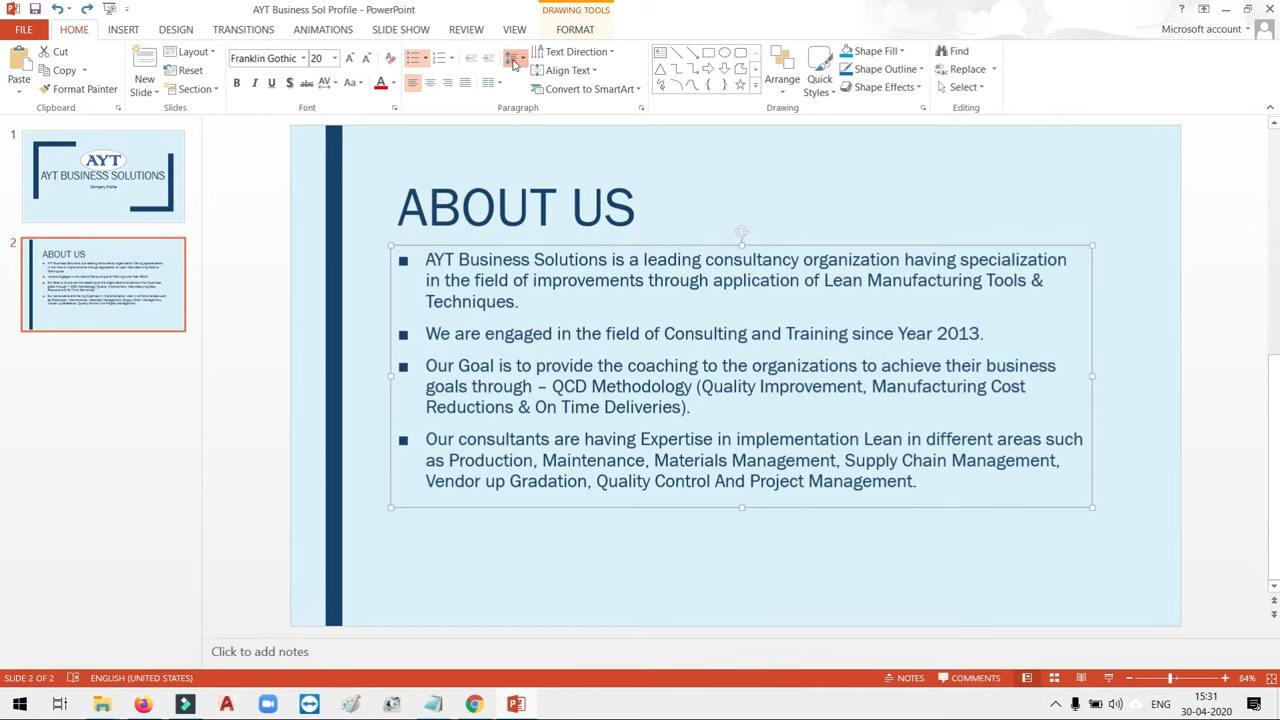 AYT Business Sol Profile - PowerPoint
DRAWING TOOLS
?
FILE
HOME
INSERT
DESIGN
TRANSITIONS
ANIMATIONS
SLIDE SHOW
REVIEW
VIEW
FORMAT
Microsoft account
Paste
Cut
Copy
Format Painter
Clipboard
New
Slide
Layout
Reset
Section
Slides
Franklin Gothic
20
B I U S abc AV Aa A
Font
Text Direction
Align Text
Convert to SmartArt
Paragraph
Arrange
Quick
Styles
Shape Fill
Shape Outline
Shape Effects
Drawing
Find
Replace
Select
Editing
1
AYT
AYT BUSINESS SOLUTIONS
Company Profile
2
ABOUT US
ABOUT US
AYT Business Solutions is a leading consultancy organization having specialization
in the field of improvements through application of Lean Manufacturing Tools &
Techniques.
We are engaged in the field of Consulting and Training since Year 2013.
Our Goal is to provide the coaching to the organizations to achieve their business
goals through – QCD Methodology (Quality Improvement, Manufacturing Cost
Reductions & On Time Deliveries).
Our consultants are having Expertise in implementation Lean in different areas such
as Production, Maintenance, Materials Management, Supply Chain Management,
Vendor up Gradation, Quality Control And Project Management.
Click to add notes
SLIDE 2 OF 2
ENGLISH (UNITED STATES)
NOTES
COMMENTS
84%
ENG
15:31
30-04-2020